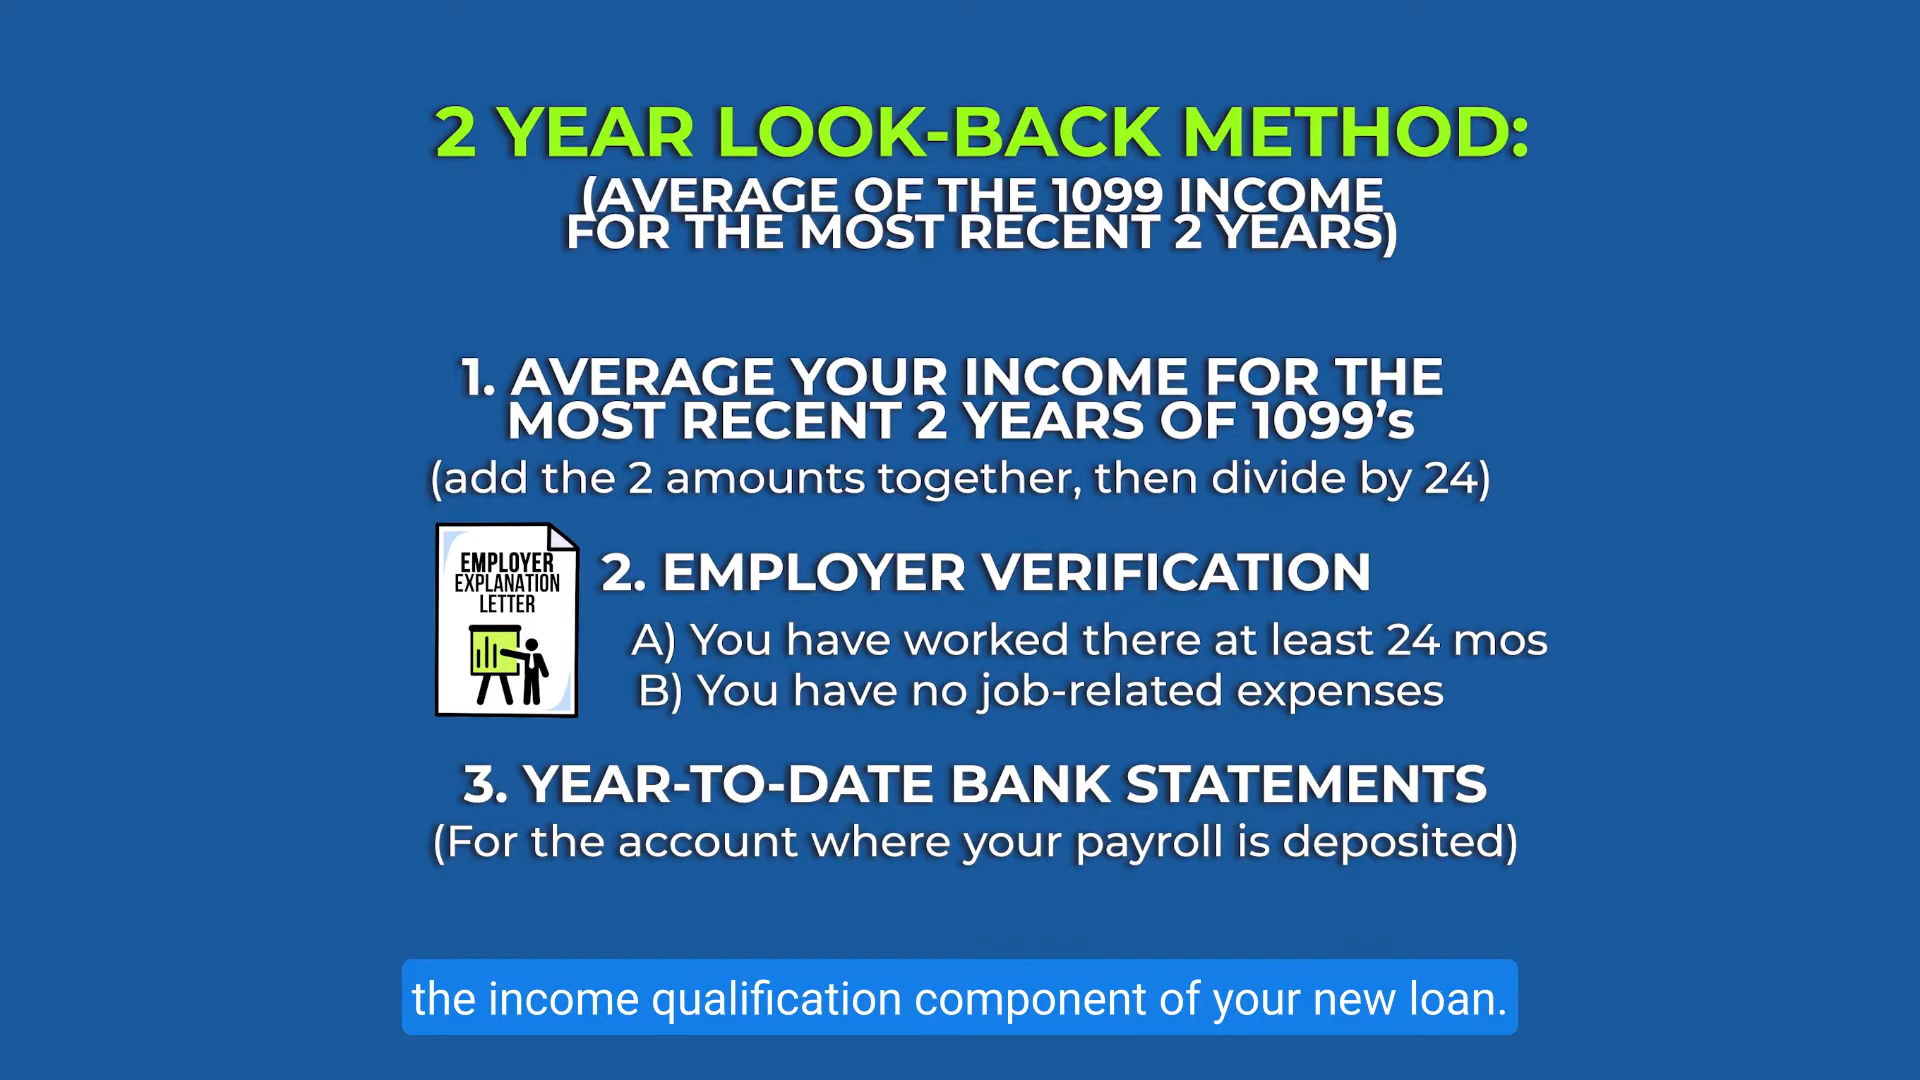 2 YEAR LOOK-BACK METHOD:
(AVERAGE OF THE 1099 INCOME
FOR THE MOST RECENT 2 YEARS)
1. AVERAGE YOUR INCOME FOR THE
MOST RECENT 2 YEARS OF 1099’s
(add the 2 amounts together, then divide by 24)
EMPLOYER
EXPLANATION
LETTER
2. EMPLOYER VERIFICATION
A) You have worked there at least 24 mos
B) You have no job-related expenses
3. YEAR-TO-DATE BANK STATEMENTS
(For the account where your payroll is deposited)
the income qualification component of your new loan.